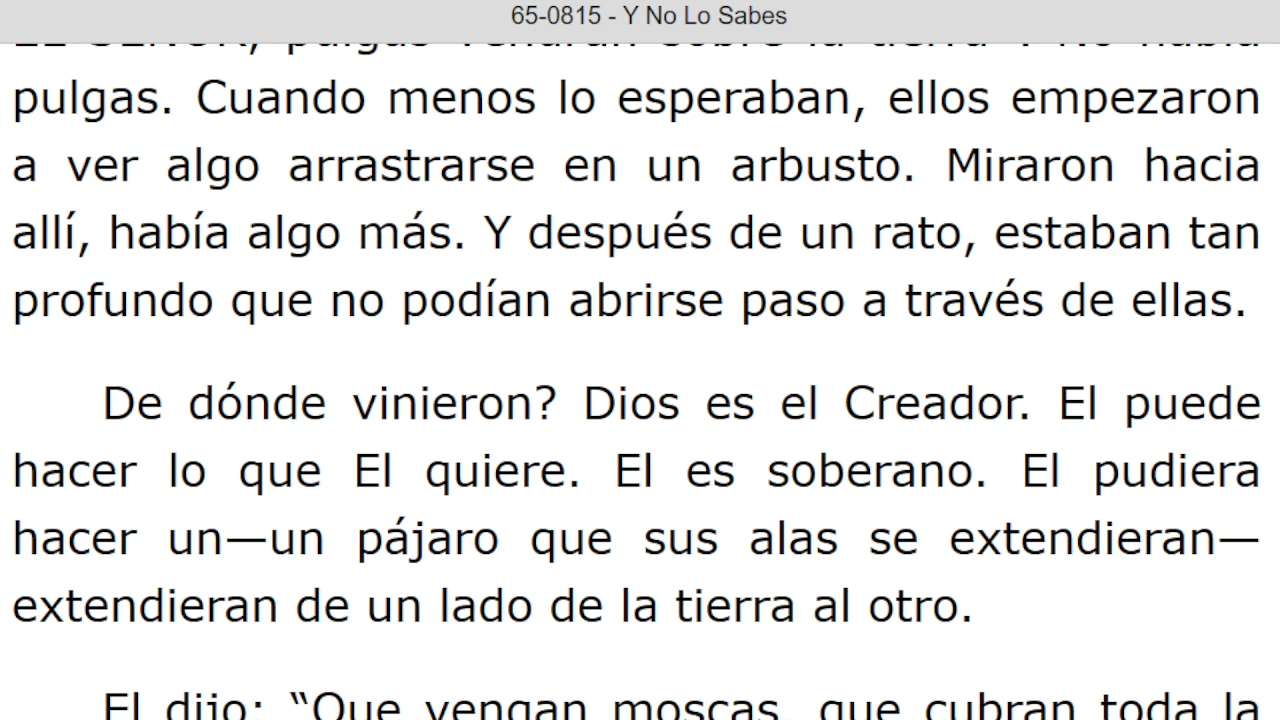 65-0815 - Y No Lo Sabes
pulgas. Cuando menos lo esperaban, ellos empezaron
a ver algo arrastrarse en un arbusto. Miraron hacia
allí, había algo más. Y después de un rato, estaban tan
profundo que no podían abrirse paso a través de ellas.
De dónde vinieron? Dios es el Creador. El puede
hacer lo que El quiere. El es soberano. El pudiera
hacer un—un pájaro que sus alas se extendieran—
extendieran de un lado de la tierra al otro.
El dijo: “Que vengan moscas, que cubran toda la